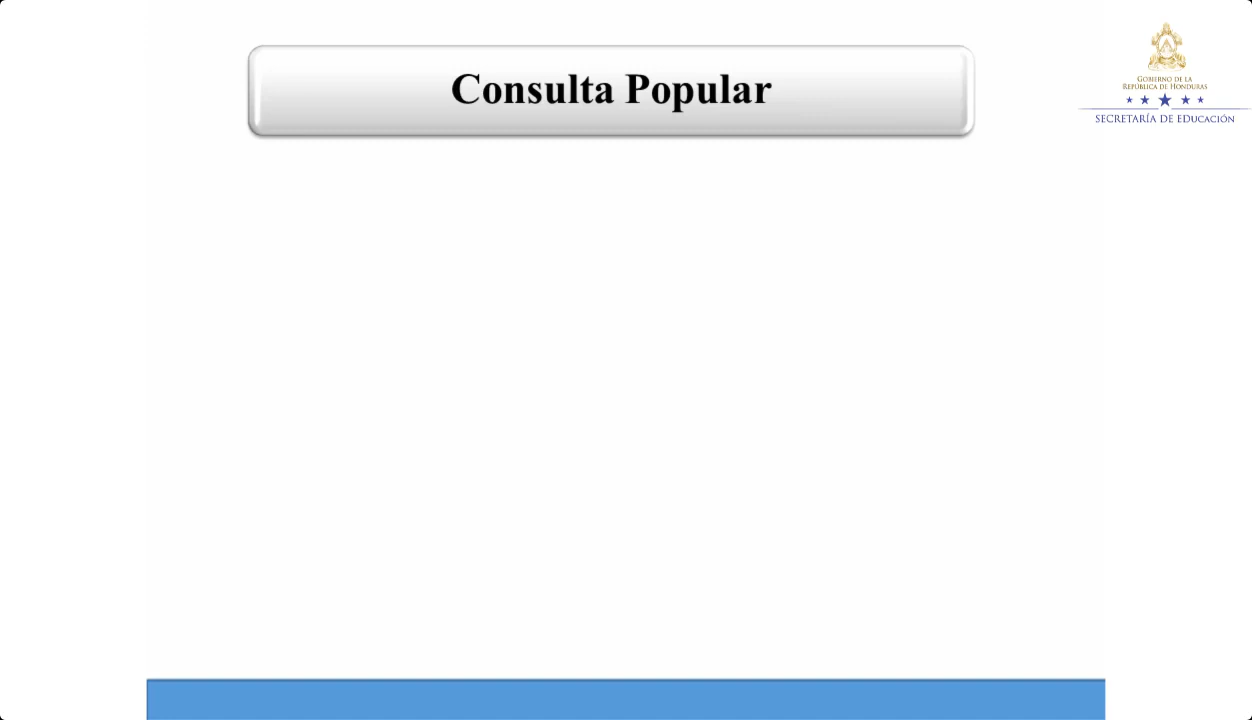 Consulta Popular
GOBIERNO DE LA
REPÚBLICA DE HONDURAS
SECRETARÍA DE EDUCACIÓN